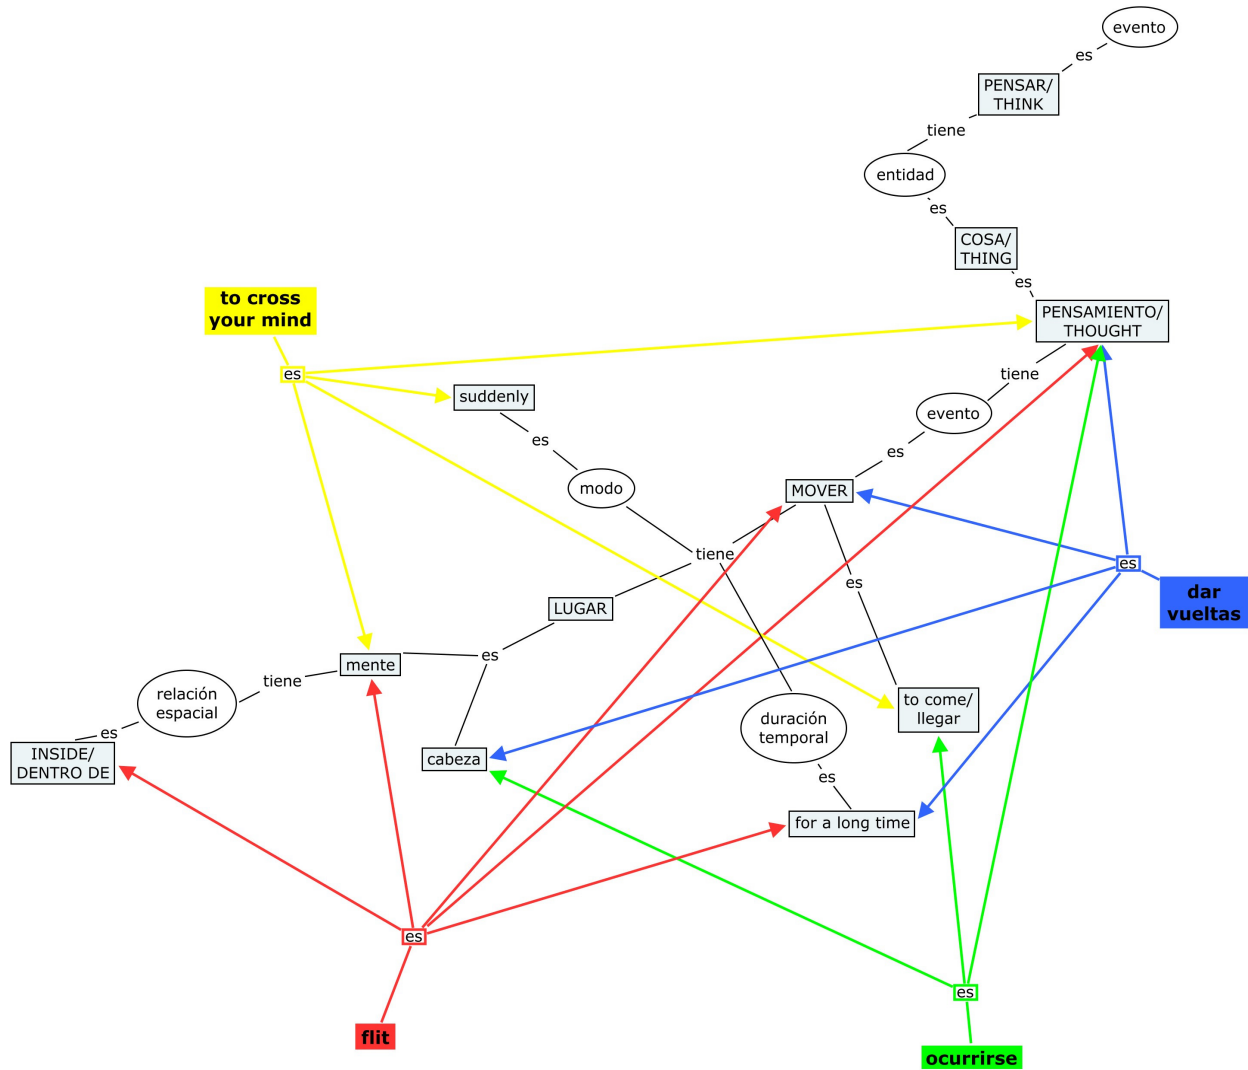 evento
es
PENSAR/
THINK
tiene
entidad
es
COSA/
THING
es
to cross
your mind
PENSAMIENTO/
THOUGHT
es
tiene
suddenly
evento
es
es
modo
MOVER
tiene
es
es
dar
vueltas
LUGAR
es
mente
tiene
relación
espacial
es
to come/
llegar
duración
temporal
INSIDE/
DENTRO DE
cabeza
es
for a long time
es
es
flit
ocurrirse